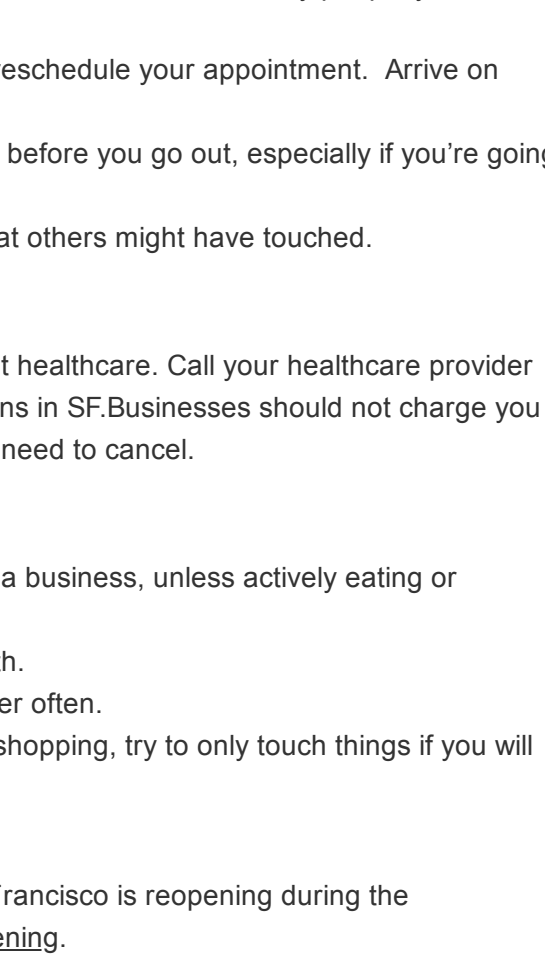 reschedule your appointment.  Arrive on
before you go out, especially if you're going
at others might have touched.
t healthcare. Call your healthcare provider
ns in SF.Businesses should not charge you
need to cancel.
a business, unless actively eating or
th.
er often.
shopping, try to only touch things if you will
Francisco is reopening during the
ening.